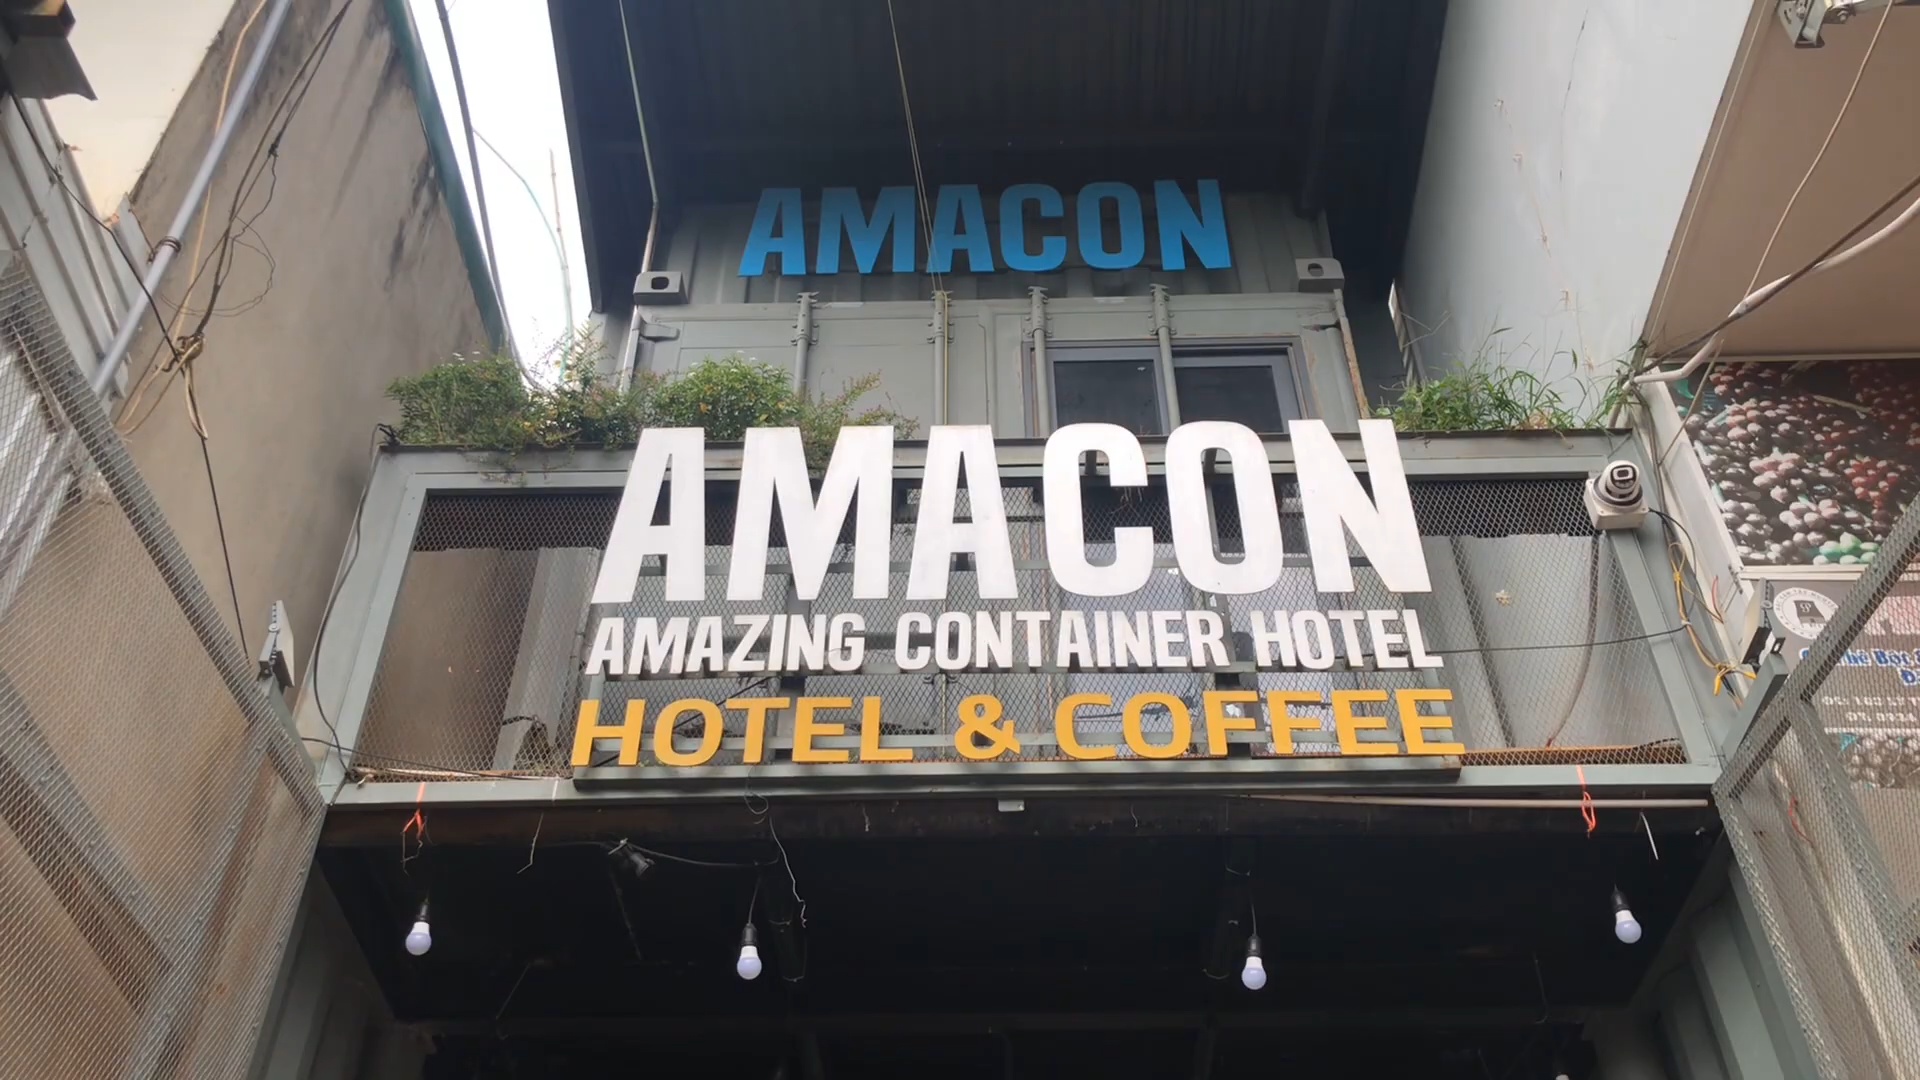 AMACON
AMACON
AMAZING CONTAINER HOTEL
HOTEL & COFFEE